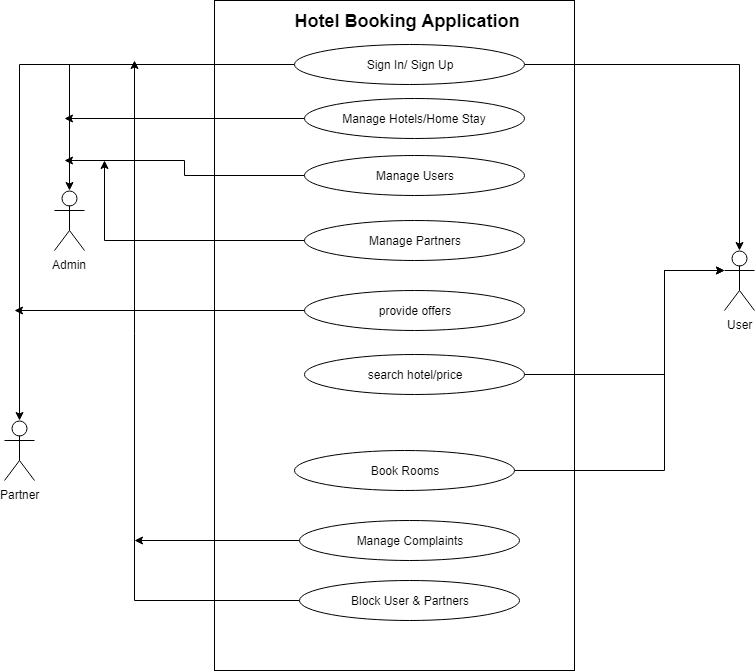 Hotel Booking Application
Sign In/ Sign Up
Manage Hotels/Home Stay
Manage Users
Manage Partners
Admin
provide offers
User
search hotel/price
Book Rooms
Partner
Manage Complaints
Block User & Partners